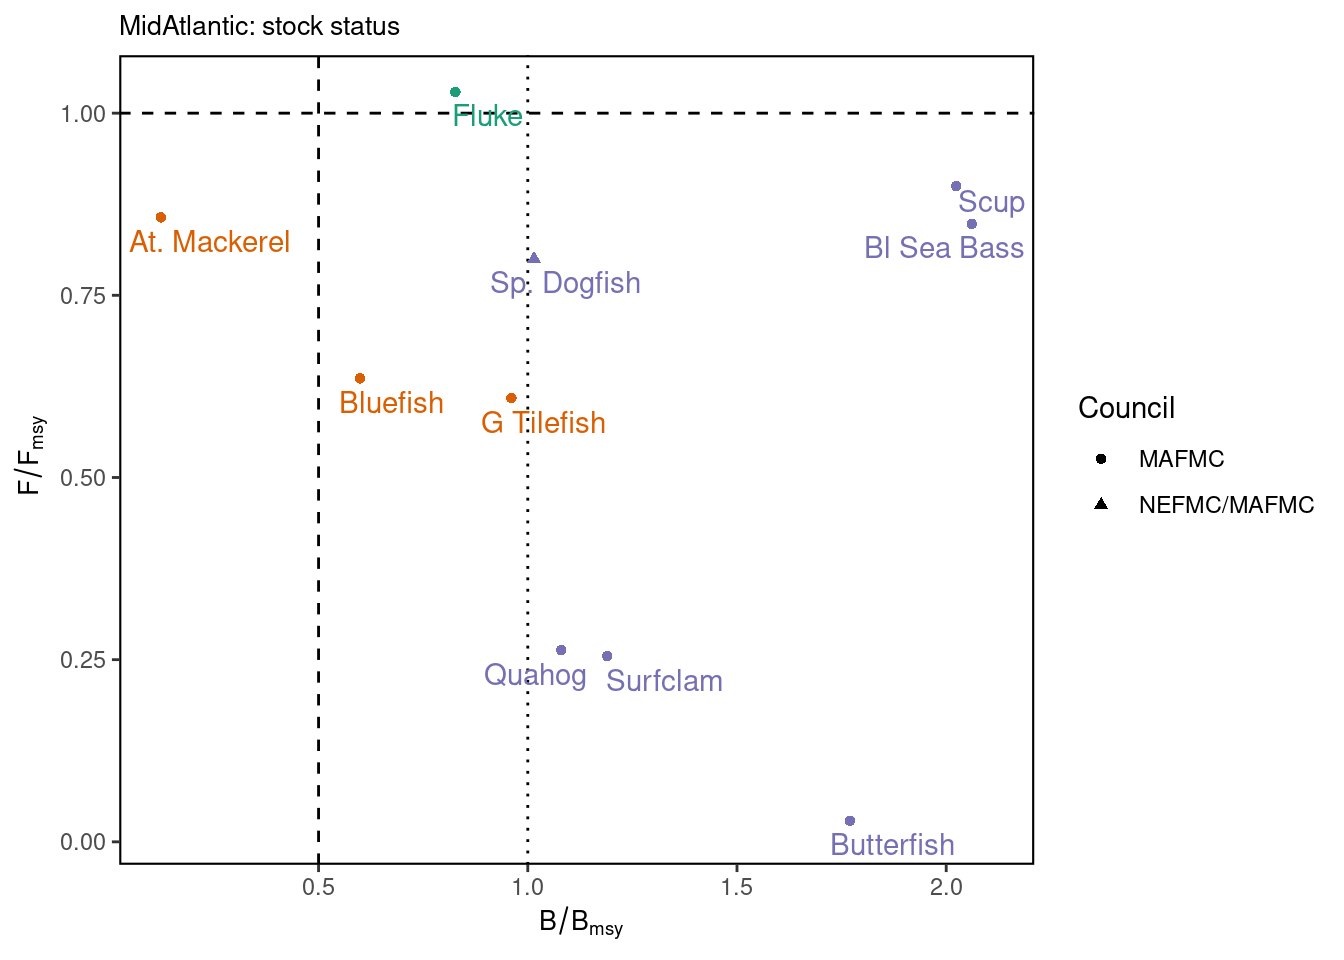 MidAtlantic: stock status
1.00
0.75
0.50
0.25
0.00
F/Fmsy
Fluke
Scup
At. Mackerel
Bl Sea Bass
Sp. Dogfish
Bluefish
G Tilefish
Quahog
Surfclam
Butterfish
0.5
1.0
1.5
2.0
B/Bmsy
Council
MAFMC
NEFMC/MAFMC